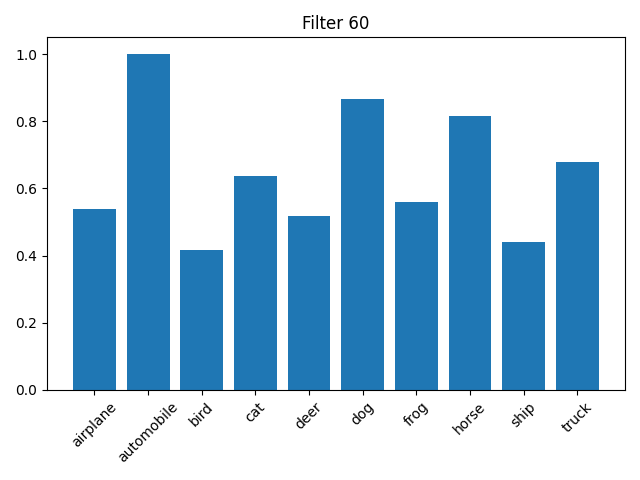 Filter 60
1.0
0.8
0.6
0.4
0.2
0.0
airplane
automobile
bird
cat
deer
dog
frog
horse
ship
truck